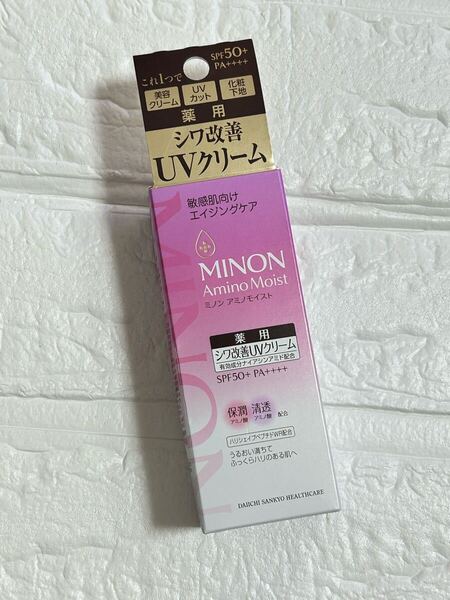 SPF50+
PA++++
これ1つで
美容
クリーム
UV
カット
化粧
下地
薬用
シワ改善
UVクリーム
敏感肌向け
エイジングケア
MINON
Amino Moist
ミノン アミノモイスト
薬用
シワ改善UVクリーム
有効成分ナイアシンアミド配合
SPF50+ PA++++
保潤 清透 配合
アミノ酸 アミノ酸
ハリシェイプペプチドWR配合
うるおい満ちて
ふっくらハリのある肌へ
DAIICHI SANKYO HEALTHCARE
MINON